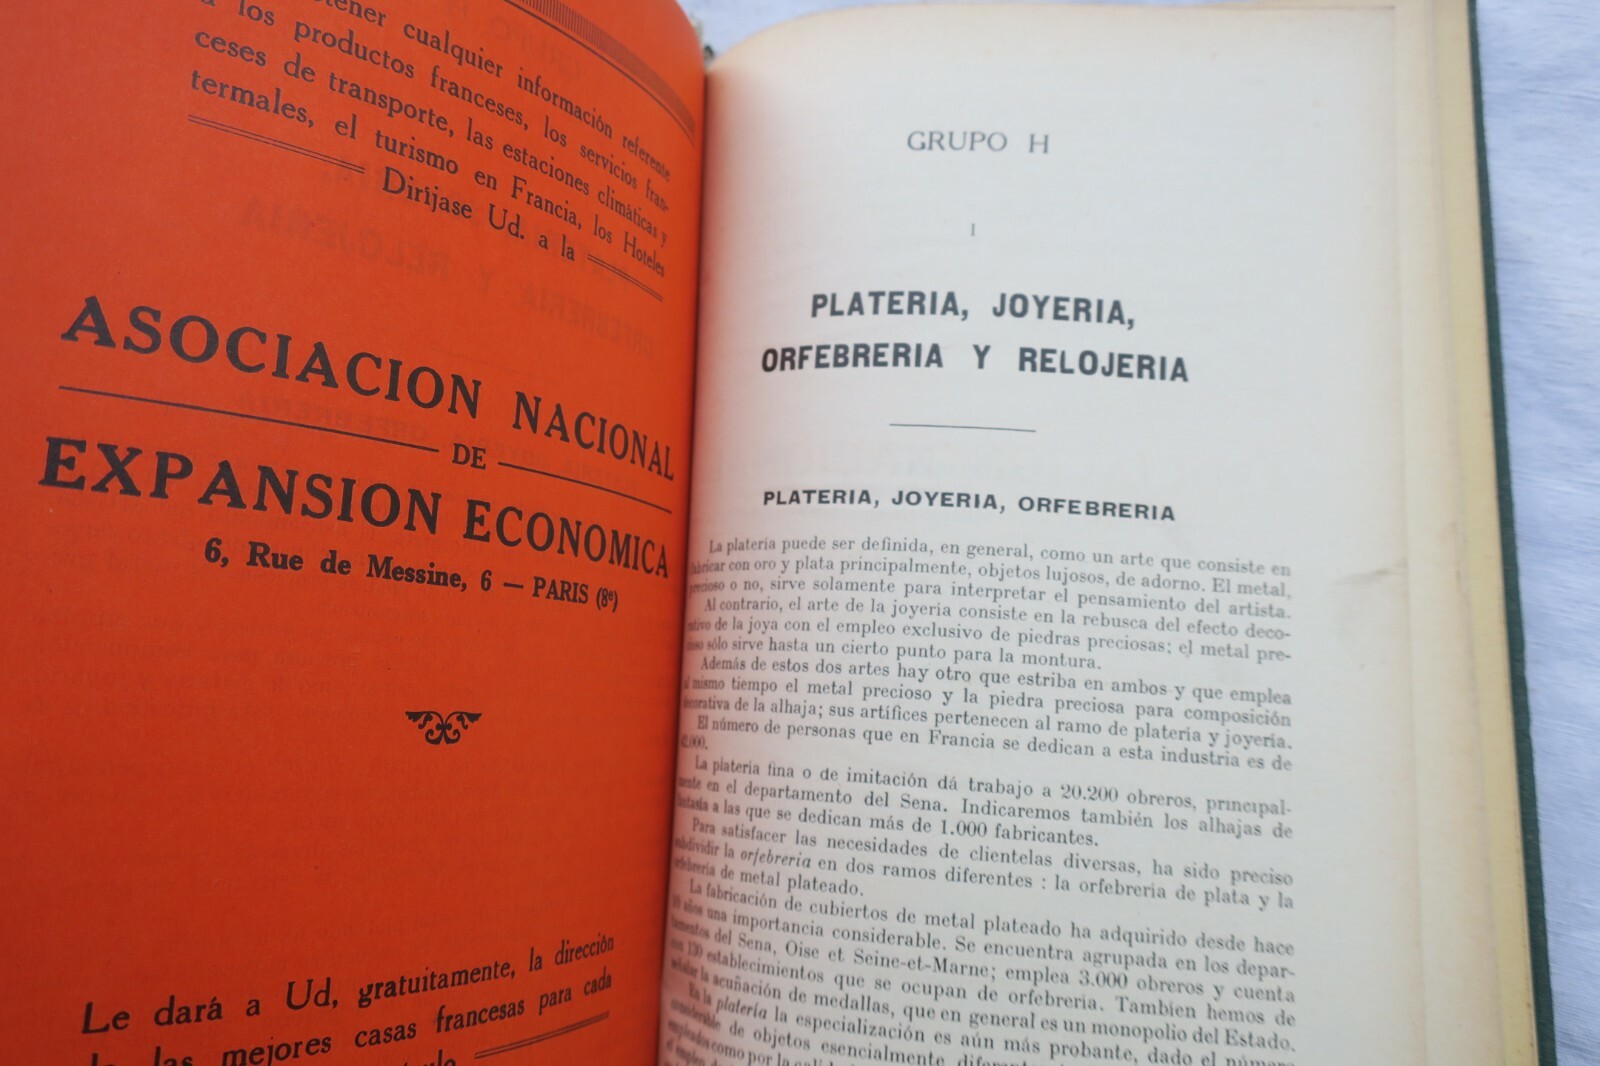 cualquier información referente
a los productos franceses, los servicios fran-
ceses de transporte, las estaciones climáticas y
termales, el turismo en Francia, los Hoteles
Diríjase Ud. a la
ASOCIACION NACIONAL
DE
EXPANSION ECONOMICA
6, Rue de Messine, 6 — PARIS (8e)
Le dará a Ud, gratuitamente, la dirección
las mejores casas francesas para cada
GRUPO H
I
PLATERIA, JOYERIA,
ORFEBRERIA Y RELOJERIA
PLATERIA, JOYERIA, ORFEBRERIA
La platería puede ser definida, en general, como un arte que consiste en
fabricar con oro y plata principalmente, objetos lujosos, de adorno. El metal,
precioso o no, sirve solamente para interpretar el pensamiento del artista.
Al contrario, el arte de la joyería consiste en la rebusca del efecto deco-
rativo de la joya con el empleo exclusivo de piedras preciosas; el metal pre-
cioso sólo sirve hasta un cierto punto para la montura.
Además de estos dos artes hay otro que estriba en ambos y que emplea
al mismo tiempo el metal precioso y la piedra preciosa para composición
decorativa de la alhaja; sus artífices pertenecen al ramo de platería y joyería.
El número de personas que en Francia se dedican a esta industria es de
La platería fina o de imitación dá trabajo a 20.200 obreros, principal-
mente en el departamento del Sena. Indicaremos también los alhajas de
fantasía a las que se dedican más de 1.000 fabricantes.
Para satisfacer las necesidades de clientelas diversas, ha sido preciso
subdividir la orfebrería en dos ramos diferentes : la orfebrería de plata y la
orfebrería de metal plateado.
La fabricación de cubiertos de metal plateado ha adquirido desde hace
años una importancia considerable. Se encuentra agrupada en los depar-
tamentos del Sena, Oise et Seine-et-Marne; emplea 3.000 obreros y cuenta
con 130 establecimientos que se ocupan de orfebrería. Tambien hemos de
señalar la acuñación de medallas, que en general es un monopolio del Estado.
En la platería la especialización es aún más probante, dado el número
considerable de objetos esencialmente
como por la